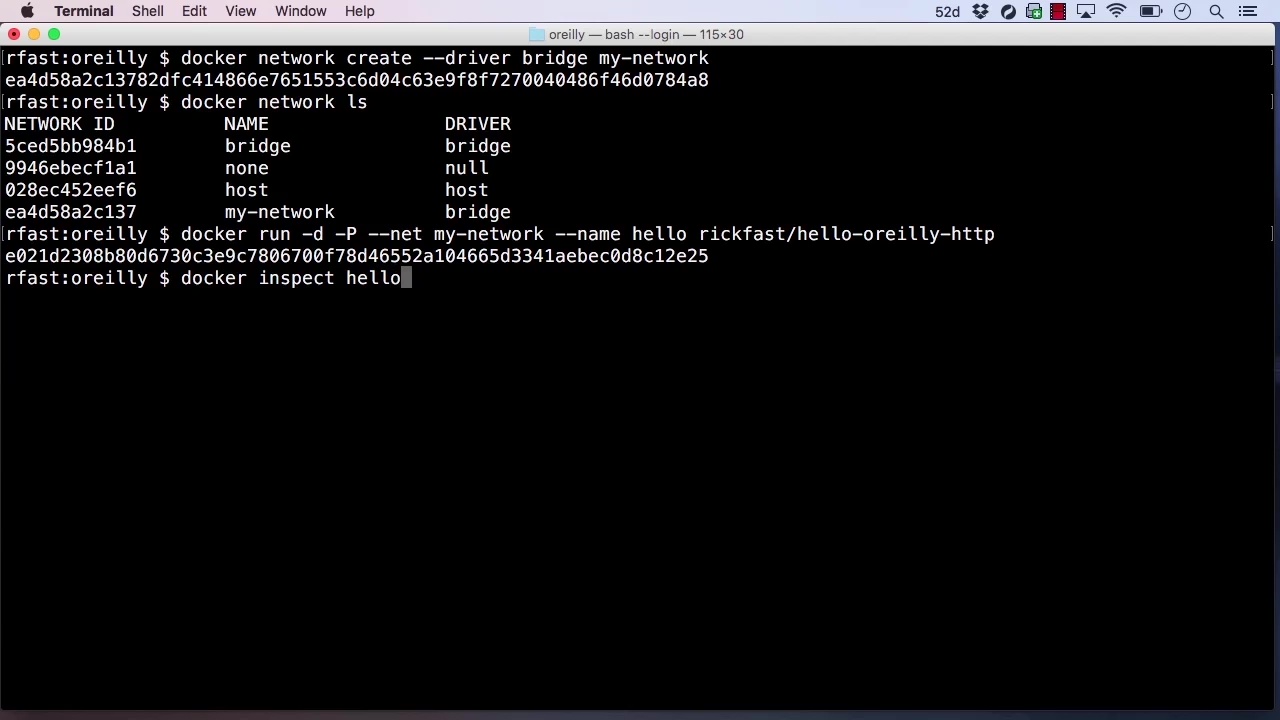 Terminal Shell Edit View Window Help 52d
oreilly — bash --login — 115×30
[rfast:oreilly $ docker network create --driver bridge my-network ]
ea4d58a2c13782dfc414866e7651553c6d04c63e9f8f7270040486f46d0784a8
[rfast:oreilly $ docker network ls ]
NETWORK ID NAME DRIVER
5ced5bb984b1 bridge bridge
9946ebecf1a1 none null
028ec452eef6 host host
ea4d58a2c137 my-network bridge
[rfast:oreilly $ docker run -d -P --net my-network --name hello rickfast/hello-oreilly-http ]
e021d2308b80d6730c3e9c7806700f78d46552a104665d3341aebec0d8c12e25
rfast:oreilly $ docker inspect hello